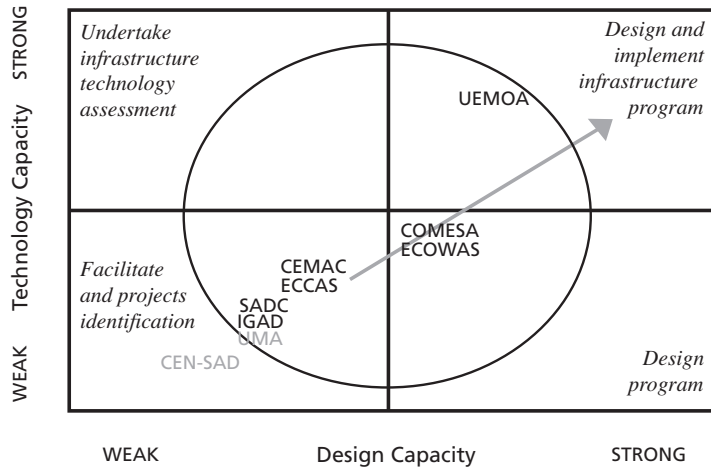 STRONG
Technology Capacity
WEAK
Undertake
infrastructure
technology
assessment
Design and
implement
infrastructure
program
UEMOA
COMESA
ECOWAS
CEMAC
ECCAS
SADC
IGAD
UMA
CEN-SAD
Facilitate
and projects
identification
Design
program
WEAK
Design Capacity
STRONG